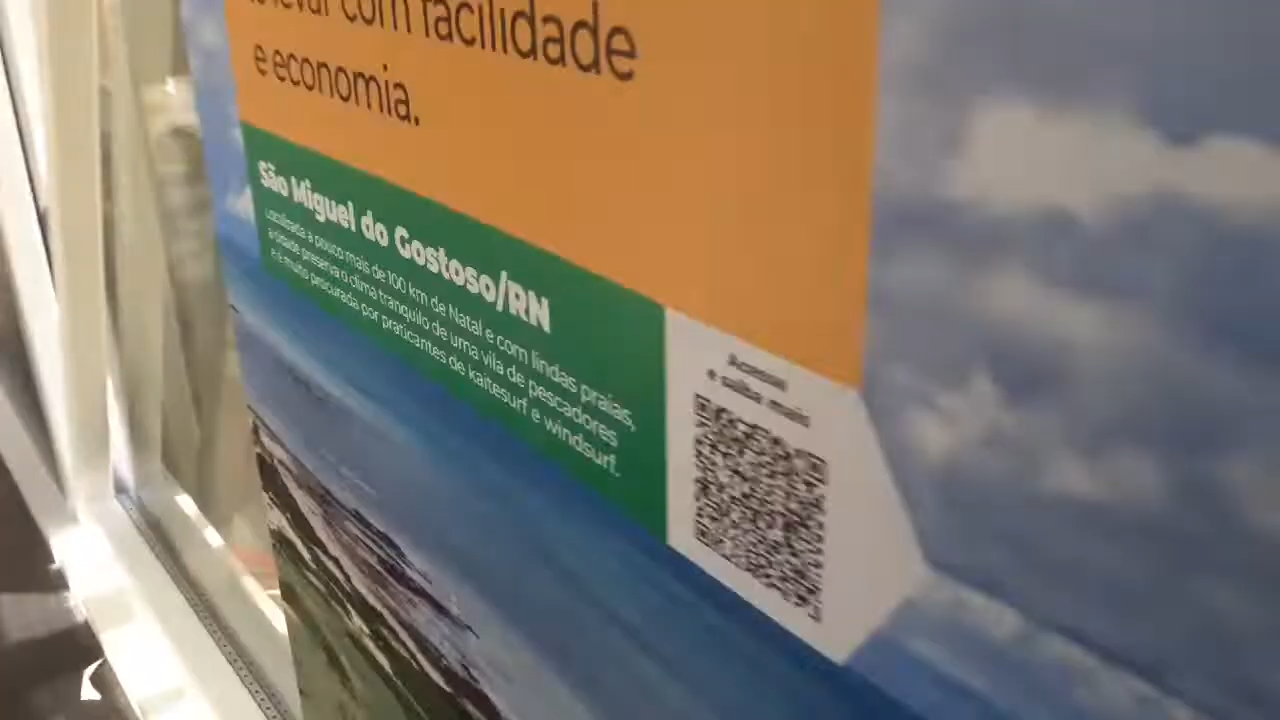 com facilidade
e economia.
São Miguel do Gostoso/RN
Localizada a pouco mais de 100 km de Natal e com lindas praias,
a cidade preserva o clima tranquilo de uma vila de pescadores
e é muito procurada por praticantes de kaitesurf e windsurf.
Acesse
e saiba mais